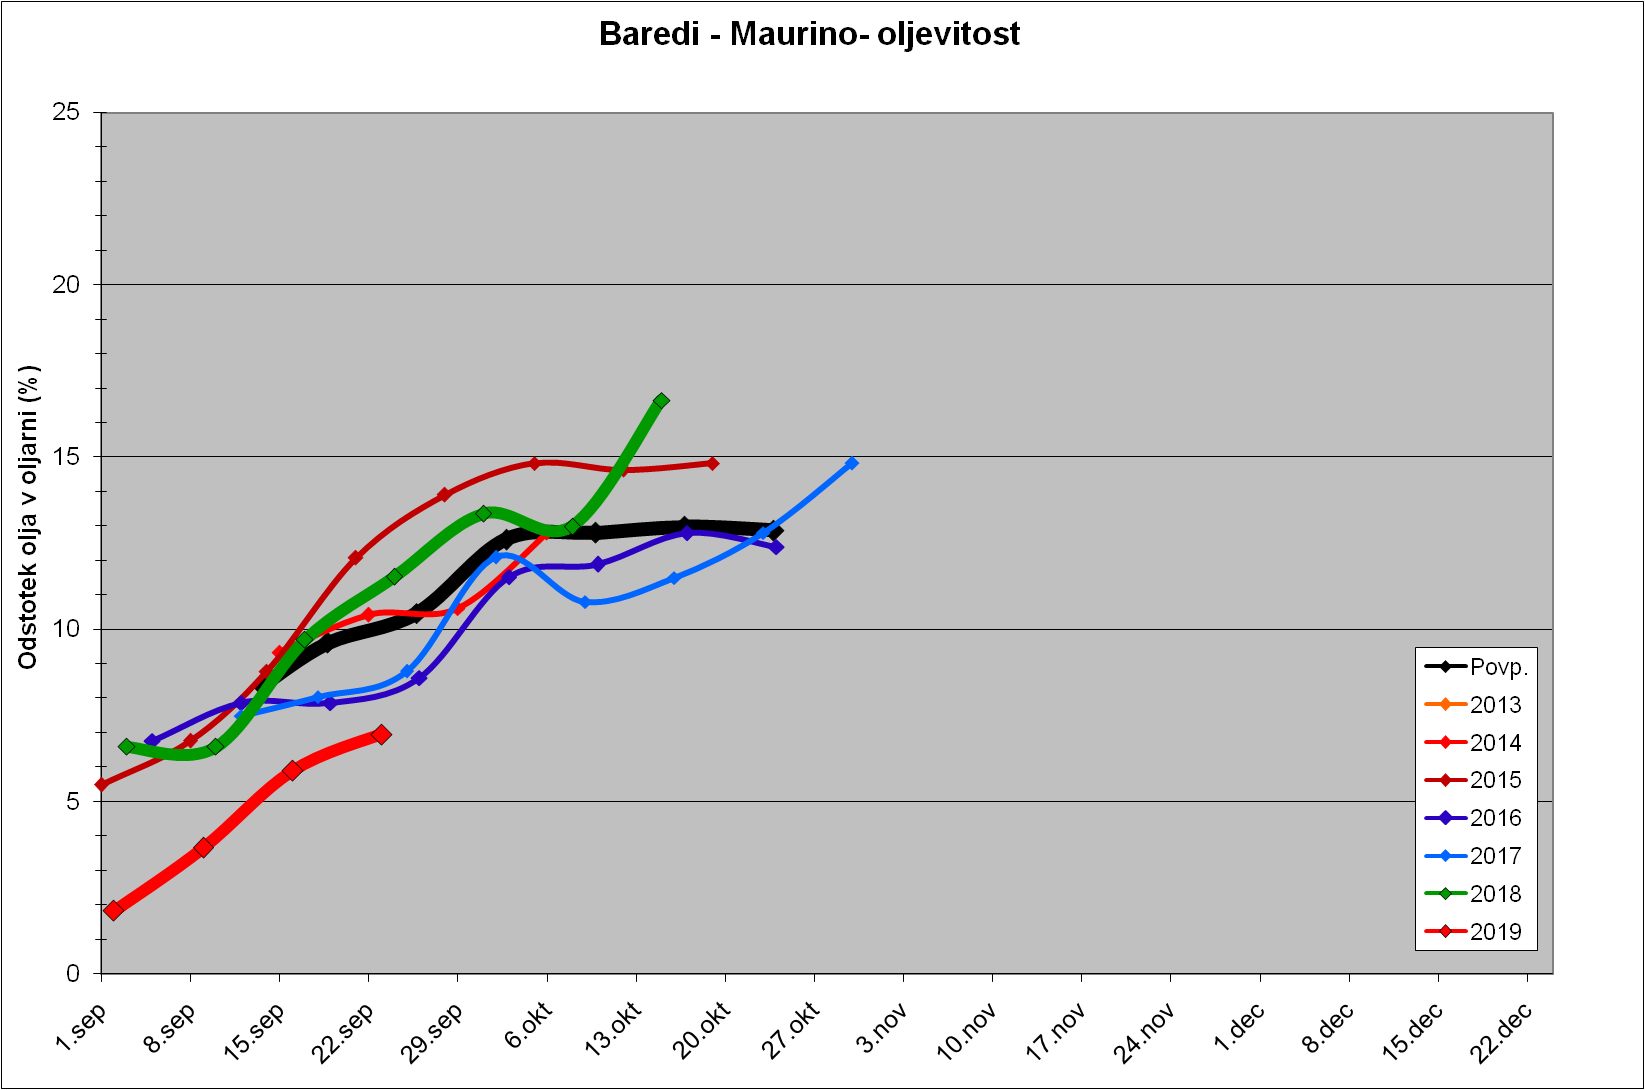 Baredi - Maurino- oljevitost
Odstotek olja v oljarni (%)
25
20
15
10
5
0
1.sep
8.sep
15.sep
22.sep
29.sep
6.okt
13.okt
20.okt
27.okt
3.nov
10.nov
17.nov
24.nov
1.dec
8.dec
15.dec
22.dec
Povp.
2013
2014
2015
2016
2017
2018
2019